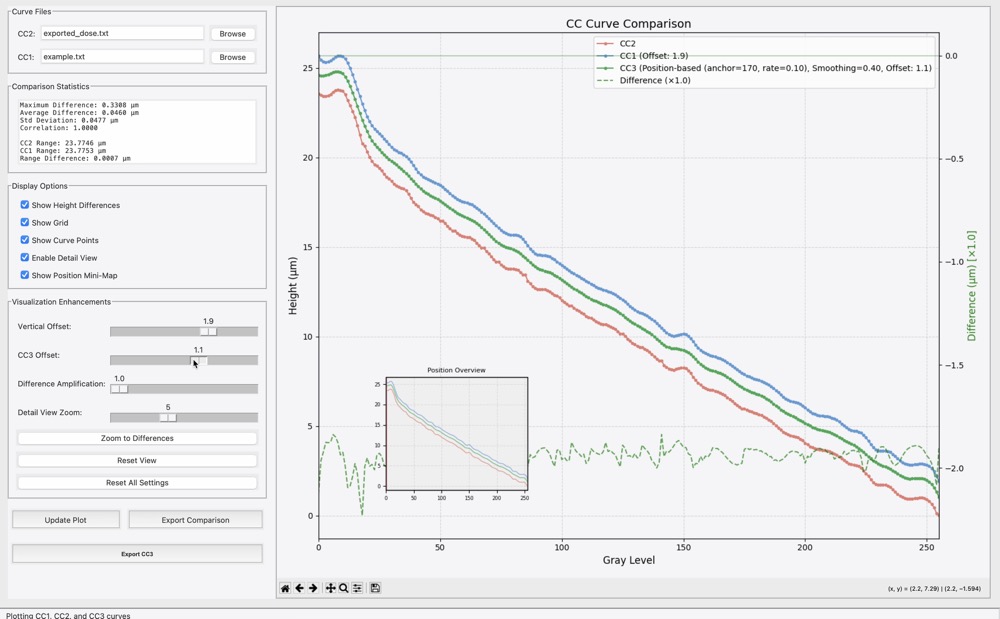 Curve Files
CC2: exported_dose.txt Browse
CC1: example.txt Browse
Comparison Statistics
Maximum Difference: 0.3308 μm
Average Difference: 0.0460 μm
Std Deviation: 0.0477 μm
Correlation: 1.0000
CC2 Range: 23.7746 μm
CC1 Range: 23.7753 μm
Range Difference: 0.0007 μm
Display Options
Show Height Differences
Show Grid
Show Curve Points
Enable Detail View
Show Position Mini-Map
Visualization Enhancements
1.9
Vertical Offset:
1.1
CC3 Offset:
1.0
Difference Amplification:
5
Detail View Zoom:
Zoom to Differences
Reset View
Reset All Settings
Update Plot Export Comparison
Export CC3
CC Curve Comparison
CC2
CC1 (Offset: 1.9)
CC3 (Position-based (anchor=170, rate=0.10), Smoothing=0.40, Offset: 1.1)
Difference (×1.0)
Height (μm)
25
20
15
10
5
0
0 50 100 150 200 250
Gray Level
0.0
−0.5
−1.0
−1.5
−2.0
Difference (μm) [×1.0]
Position Overview
25
20
15
10
5
0
0 50 100 150 200 250
(x, y) = (2.2, 7.29) | (2.2, −1.594)
Plotting CC1, CC2, and CC3 curves